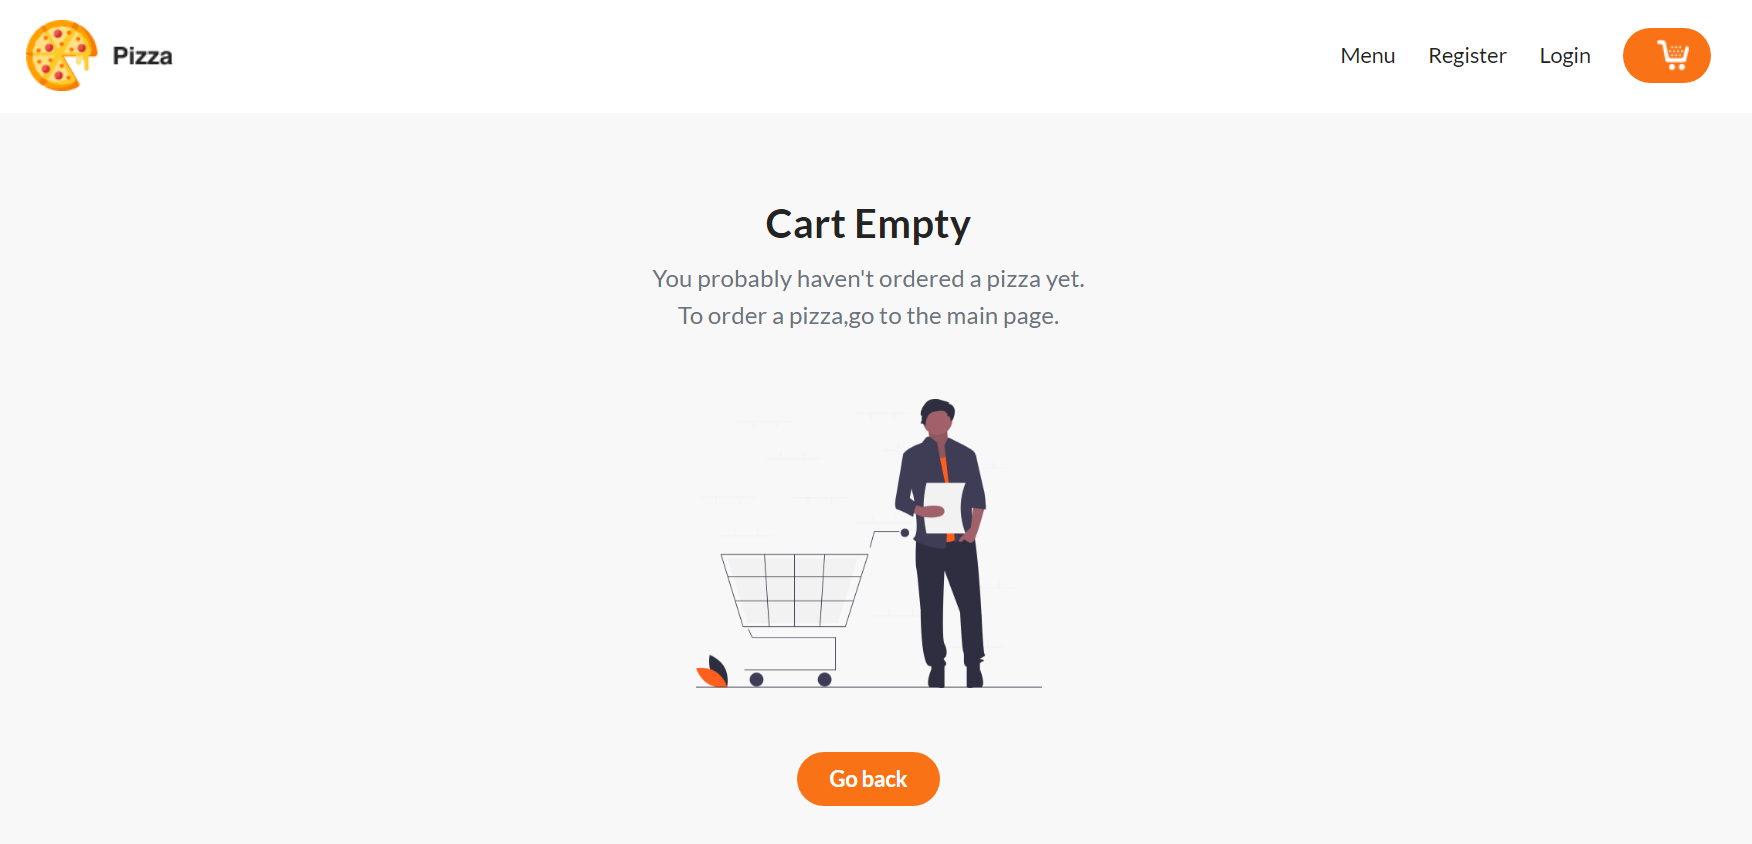 Pizza
Menu Register Login
Cart Empty
You probably haven't ordered a pizza yet.
To order a pizza,go to the main page.
Go back